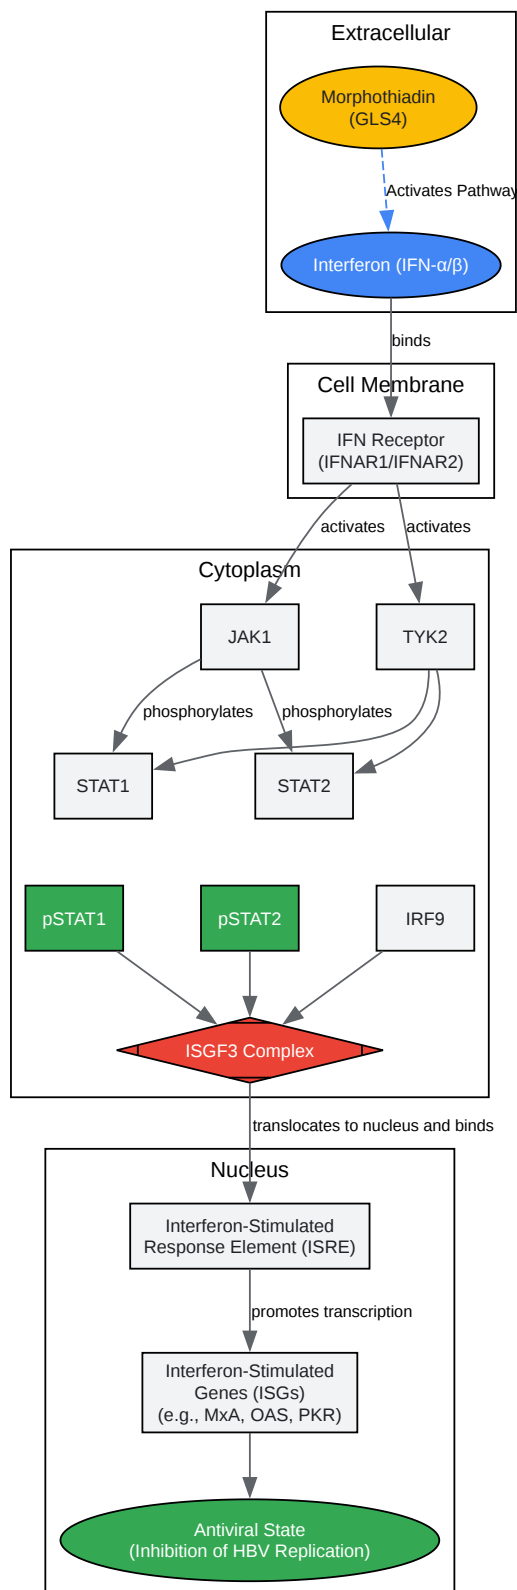 Extracellular
Morphothiadin
(GLS4)
Activates Pathway
Interferon (IFN-α/β)
binds
Cell Membrane
IFN Receptor
(IFNAR1/IFNAR2)
activates
activates
Cytoplasm
JAK1
TYK2
phosphorylates
phosphorylates
STAT1
STAT2
pSTAT1
pSTAT2
IRF9
ISGF3 Complex
translocates to nucleus and binds
Nucleus
Interferon-Stimulated
Response Element (ISRE)
promotes transcription
Interferon-Stimulated
Genes (ISGs)
(e.g., MxA, OAS, PKR)
Antiviral State
(Inhibition of HBV Replication)